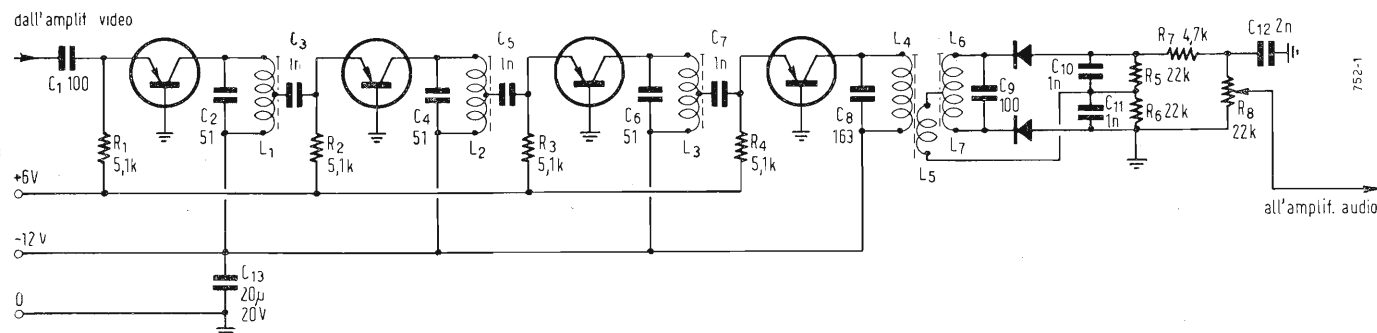 dall'amplif video
C1 100
R1
5,1k
C2
51
C3
1n
L1
R2
5,1k
C4
51
C5
1n
L2
R3
5,1k
C6
51
C7
1n
L3
R4
5,1k
C8
163
L4
L5
L6
L7
C9
100
C10
1n
C11
1n
R5 22k
R6 22k
R7 4,7k
C12 2n
R8
22k
all'amplif. audio
+6V
-12 V
0
C13
20µ
20V
752-1